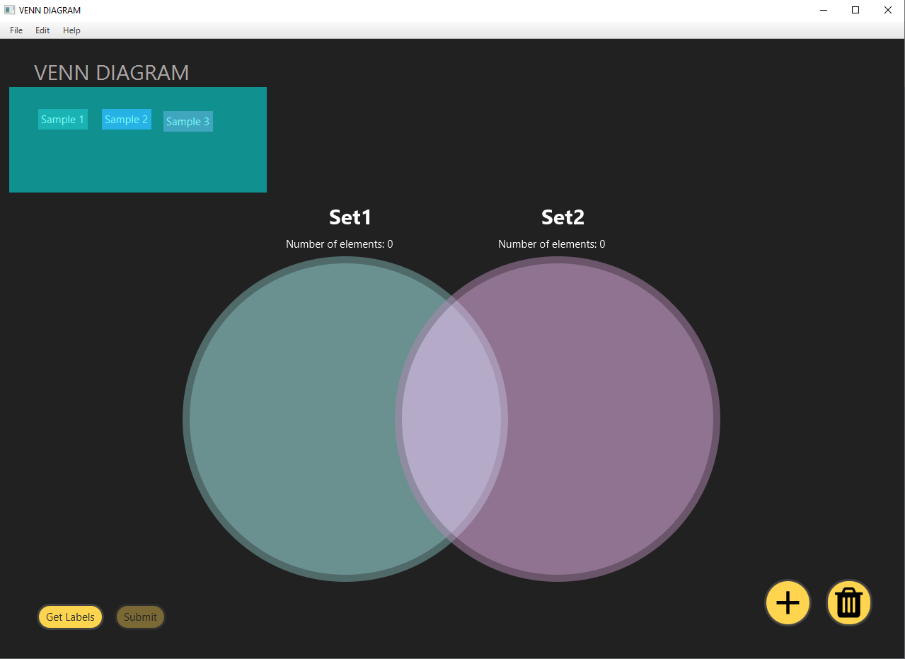 VENN DIAGRAM
File Edit Help
VENN DIAGRAM
Sample 1 Sample 2 Sample 3
Set1 Set2
Number of elements: 0 Number of elements: 0
Get Labels Submit